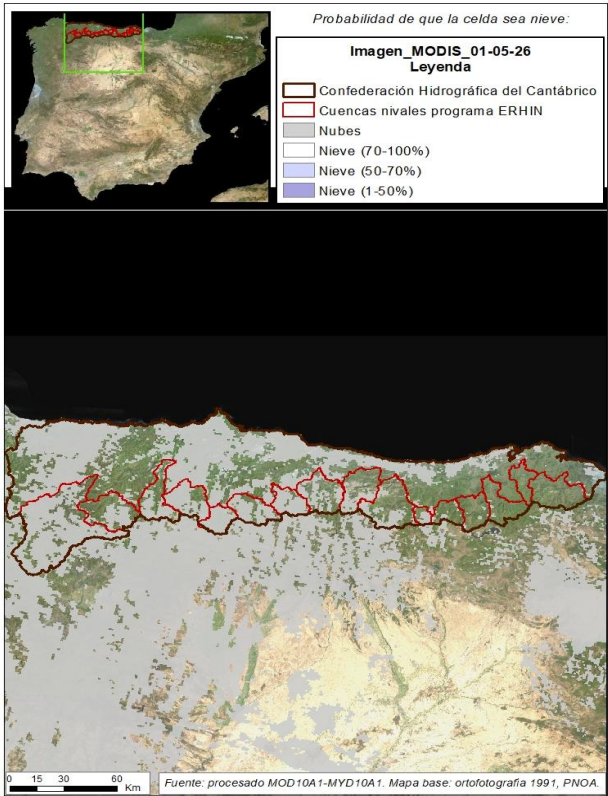 Probabilidad de que la celda sea nieve:
Imagen_MODIS_01-05-26
Leyenda
Confederación Hidrográfica del Cantábrico
Cuencas nivales programa ERHIN
Nubes
Nieve (70-100%)
Nieve (50-70%)
Nieve (1-50%)
0 15 30 60
Km
Fuente: procesado MOD10A1-MYD10A1. Mapa base: ortofotografia 1991, PNOA.